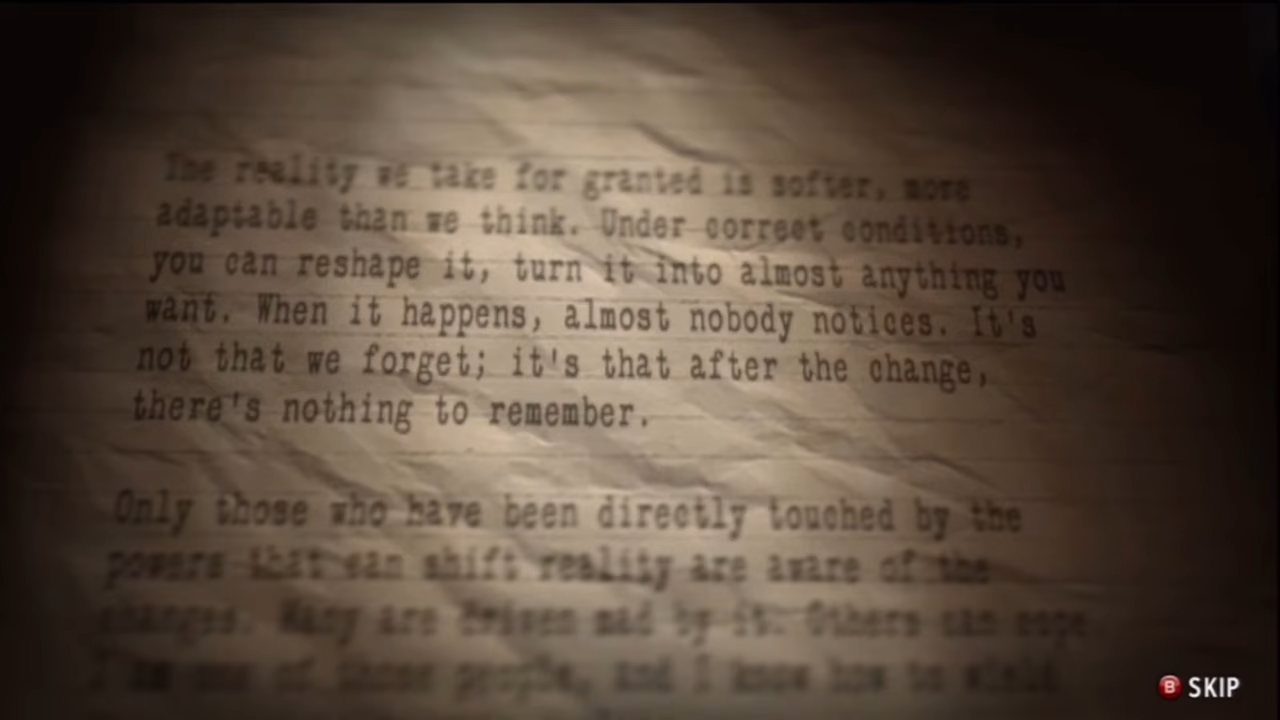 The reality we take for granted is softer, more
adaptable than we think. Under correct conditions,
you can reshape it, turn it into almost anything you
want. When it happens, almost nobody notices. It's
not that we forget; it's that after the change,
there's nothing to remember.
Only those who have been directly touched by the
powers that can shift reality are aware of the
changes. Many are driven mad by it. Others can cope.
I am one of those people, and I know how to wield
B SKIP